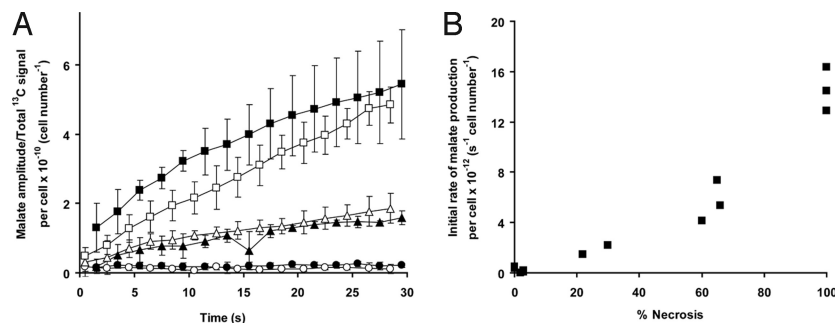 A
Malate amplitude/Total ¹³C signal
per cell x 10⁻¹⁰ (cell number⁻¹)
6
4
2
0
0
5
10
15
20
25
30
Time (s)
B
Initial rate of malate production
per cell x 10⁻¹² (s⁻¹ cell number⁻¹)
20
16
12
8
4
0
0
20
40
60
80
100
% Necrosis